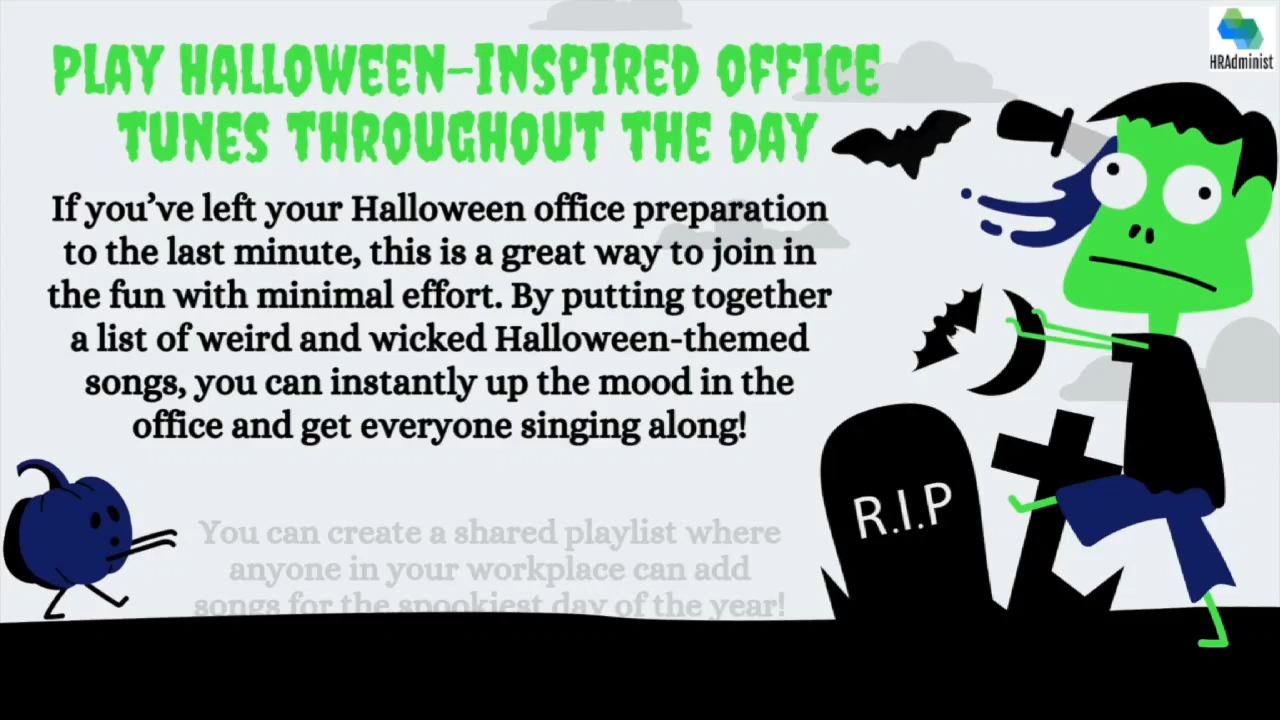 PLAY HALLOWEEN-INSPIRED OFFICE
TUNES THROUGHOUT THE DAY
HRAdminist
If you've left your Halloween office preparation
to the last minute, this is a great way to join in
the fun with minimal effort. By putting together
a list of weird and wicked Halloween-themed
songs, you can instantly up the mood in the
office and get everyone singing along!
R.I.P
You can create a shared playlist where
anyone in your workplace can add
songs for the spookiest day of the year!